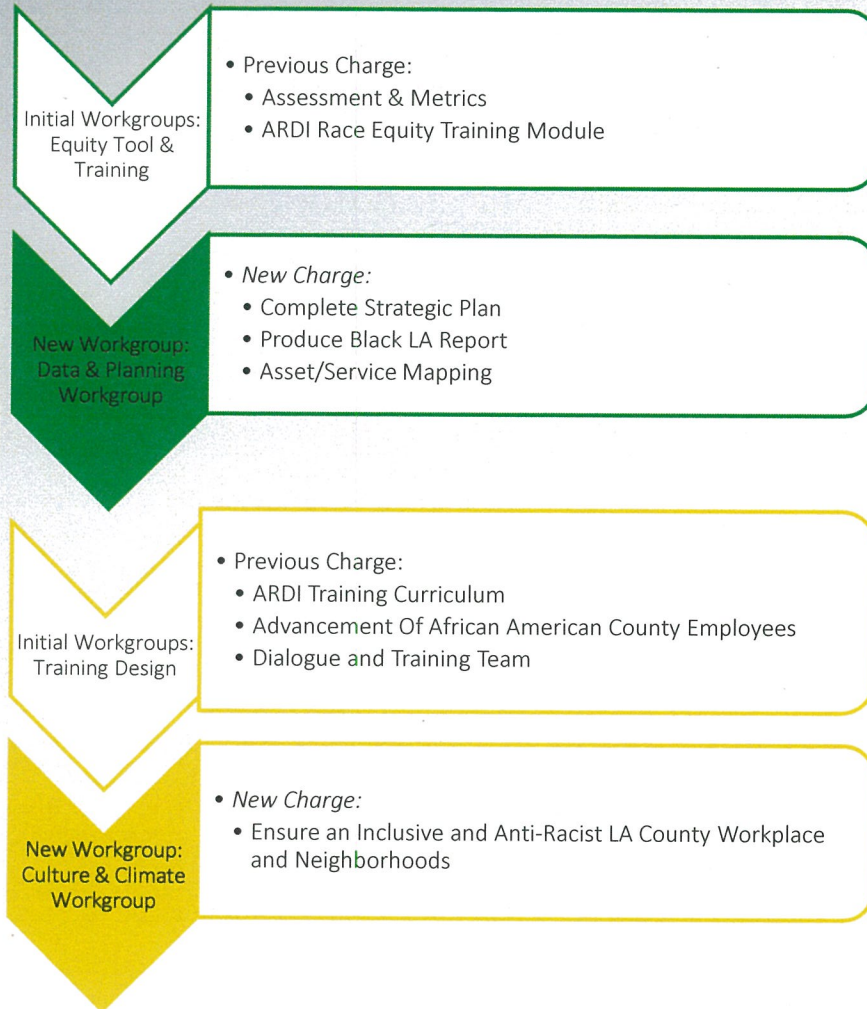 Initial Workgroups:
Equity Tool &
Training
• Previous Charge:
• Assessment & Metrics
• ARDI Race Equity Training Module
New Workgroup:
Data & Planning
Workgroup
• New Charge:
• Complete Strategic Plan
• Produce Black LA Report
• Asset/Service Mapping
Initial Workgroups:
Training Design
• Previous Charge:
• ARDI Training Curriculum
• Advancement Of African American County Employees
• Dialogue and Training Team
New Workgroup:
Culture & Climate
Workgroup
• New Charge:
• Ensure an Inclusive and Anti-Racist LA County Workplace
and Neighborhoods